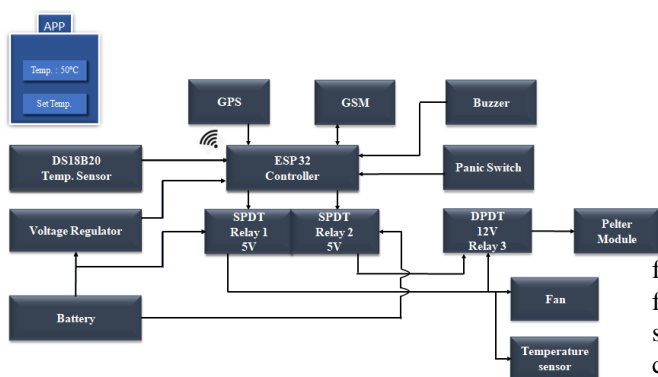 APP
Temp. : 50°C
Set Temp.
GPS
GSM
Buzzer
DS18B20
Temp. Sensor
ESP 32
Controller
Panic Switch
Voltage Regulator
SPDT
Relay 1
5V
SPDT
Relay 2
5V
DPDT
12V
Relay 3
Pelter
Module
Battery
Fan
Temperature
sensor
f
f
s
c